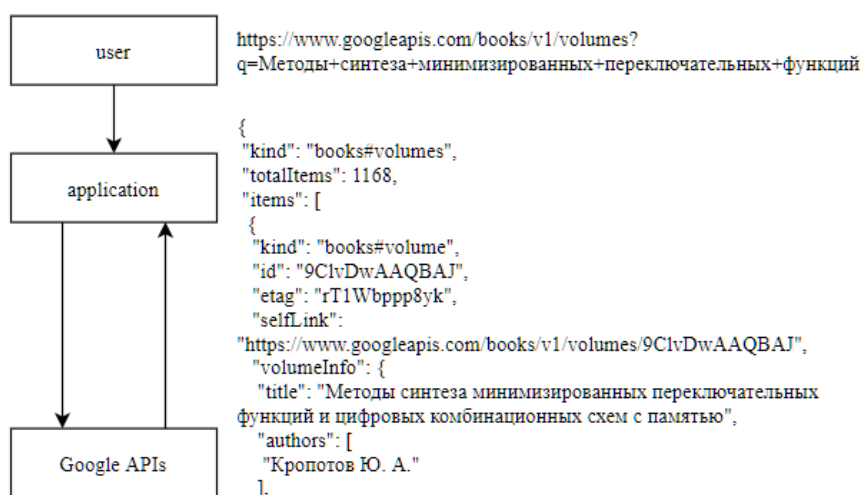 user
application
Google APIs
https://www.googleapis.com/books/v1/volumes?
q=Методы+синтеза+минимизированных+переключательных+функций
{
"kind": "books#volumes",
"totalItems": 1168,
"items": [
{
"kind": "books#volume",
"id": "9ClvDwAAQBAJ",
"etag": "rT1Wbppp8yk",
"selfLink":
"https://www.googleapis.com/books/v1/volumes/9ClvDwAAQBAJ",
"volumeInfo": {
"title": "Методы синтеза минимизированных переключательных
функций и цифровых комбинационных схем с памятью",
"authors": [
"Кропотов Ю. А."
],